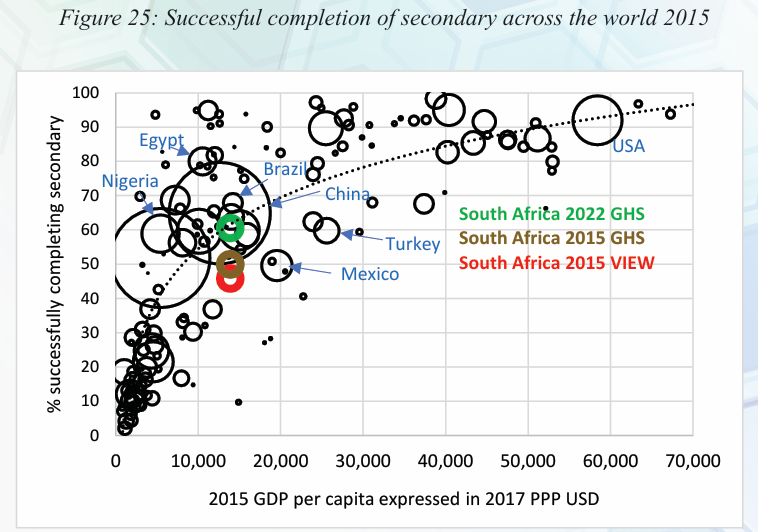 Figure 25: Successful completion of secondary across the world 2015
% successfully completing secondary
100
90
80
70
60
50
40
30
20
10
0
Egypt
Nigeria
Brazil
China
USA
Turkey
Mexico
South Africa 2022 GHS
South Africa 2015 GHS
South Africa 2015 VIEW
0 10,000 20,000 30,000 40,000 50,000 60,000 70,000
2015 GDP per capita expressed in 2017 PPP USD